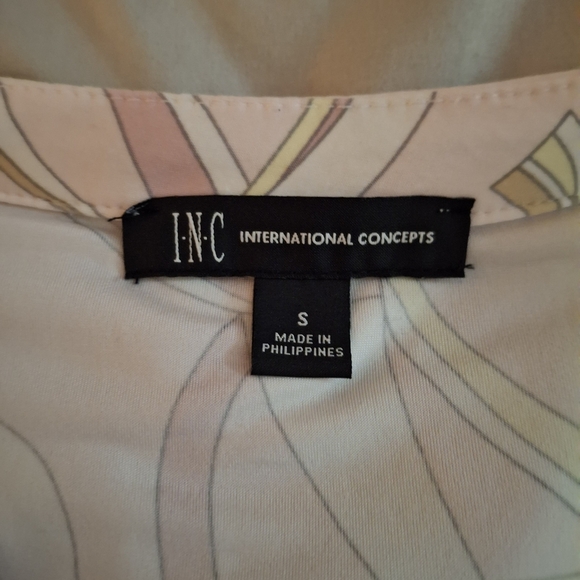 I·N·C INTERNATIONAL CONCEPTS
S
MADE IN
PHILIPPINES